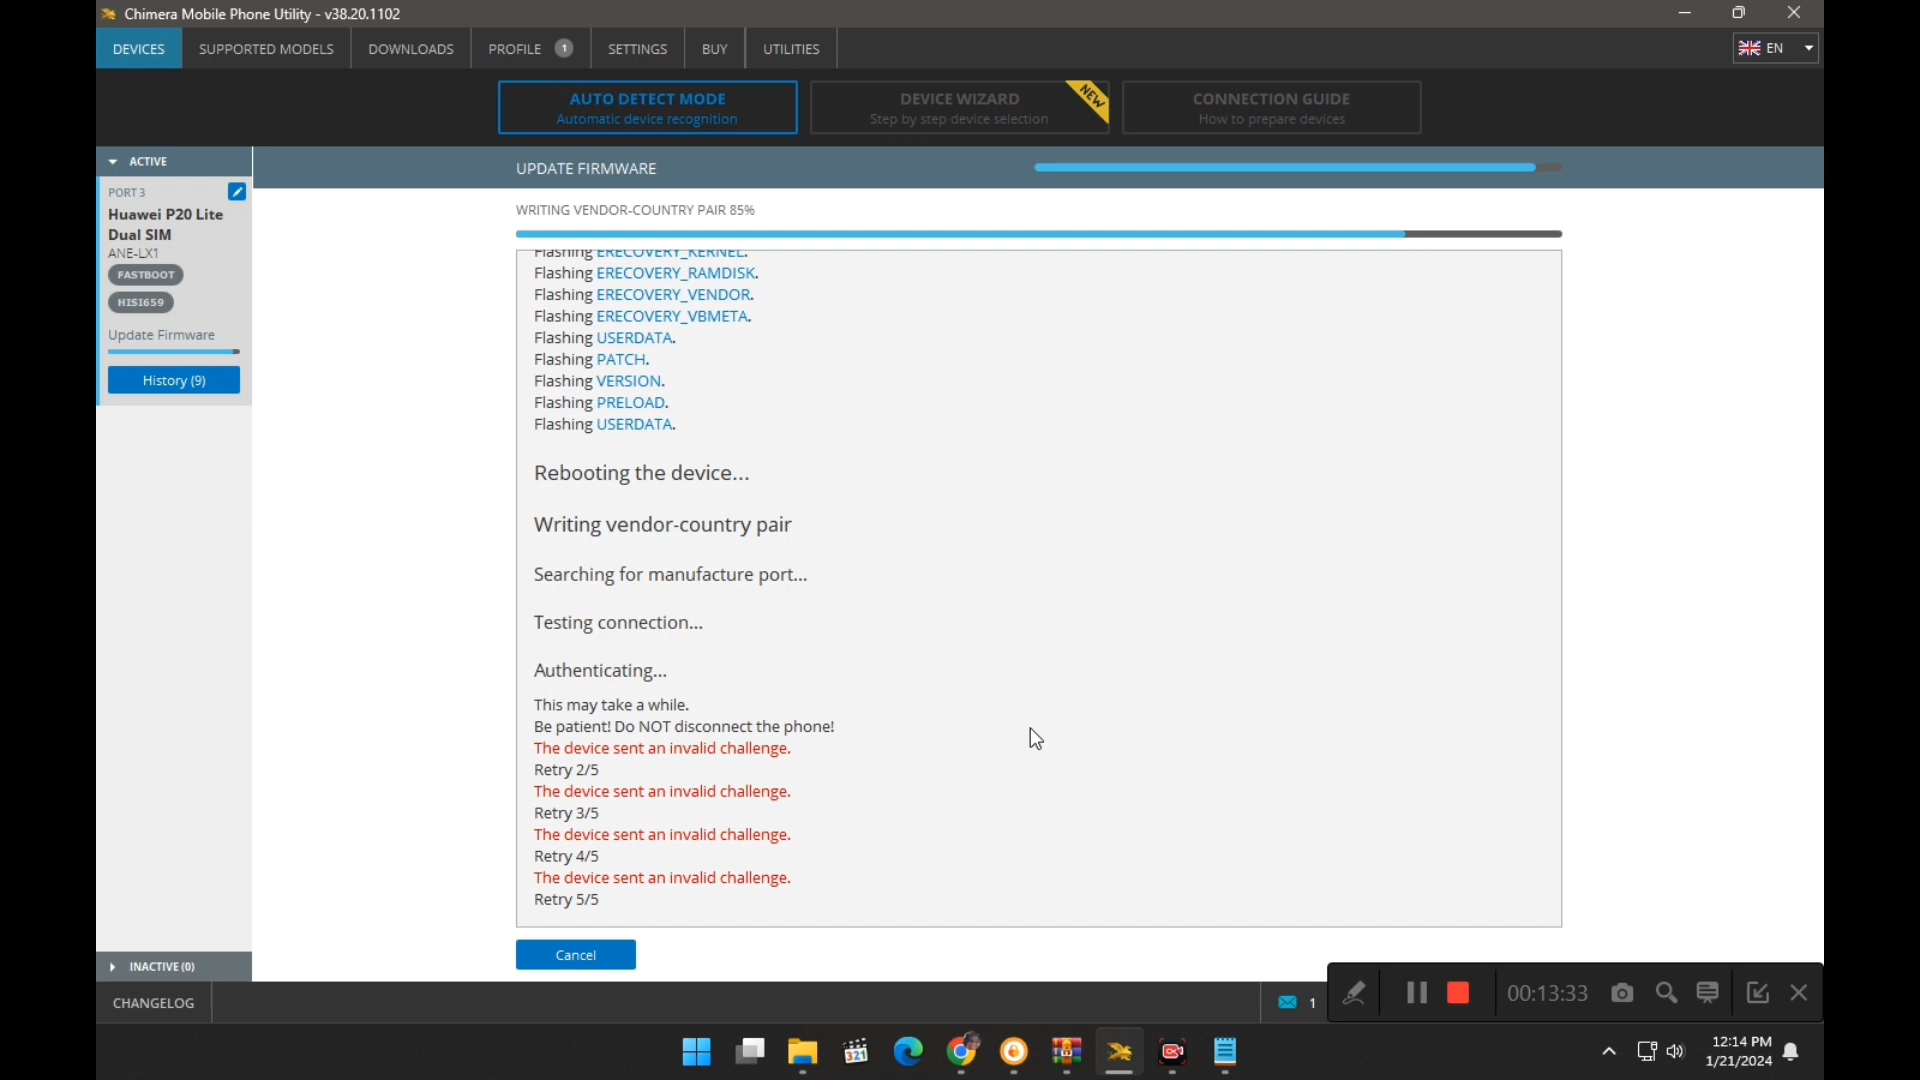 Chimera Mobile Phone Utility - v38.20.1102
DEVICES
SUPPORTED MODELS
DOWNLOADS
PROFILE 1
SETTINGS
BUY
UTILITIES
EN
AUTO DETECT MODE
Automatic device recognition
DEVICE WIZARD
Step by step device selection
NEW
CONNECTION GUIDE
How to prepare devices
ACTIVE
PORT 3
Huawei P20 Lite
Dual SIM
ANE-LX1
FASTBOOT
HISI659
Update Firmware
History (9)
UPDATE FIRMWARE
WRITING VENDOR-COUNTRY PAIR 85%
Flashing ERECOVERY_KERNEL.
Flashing ERECOVERY_RAMDISK.
Flashing ERECOVERY_VENDOR.
Flashing ERECOVERY_VBMETA.
Flashing USERDATA.
Flashing PATCH.
Flashing VERSION.
Flashing PRELOAD.
Flashing USERDATA.
Rebooting the device...
Writing vendor-country pair
Searching for manufacture port...
Testing connection...
Authenticating...
This may take a while.
Be patient! Do NOT disconnect the phone!
The device sent an invalid challenge.
Retry 2/5
The device sent an invalid challenge.
Retry 3/5
The device sent an invalid challenge.
Retry 4/5
The device sent an invalid challenge.
Retry 5/5
Cancel
INACTIVE (0)
CHANGELOG
1
00:13:33
321
12:14 PM
1/21/2024